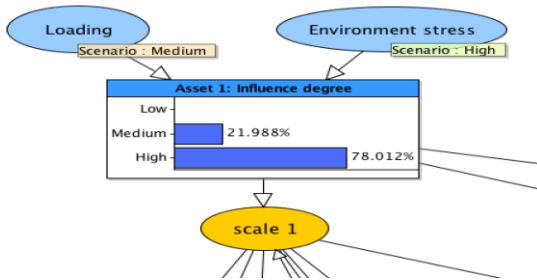 Loading
Environment stress
Scenario : Medium
Scenario : High
Asset 1: Influence degree
Low
Medium
21.988%
High
78.012%
scale 1